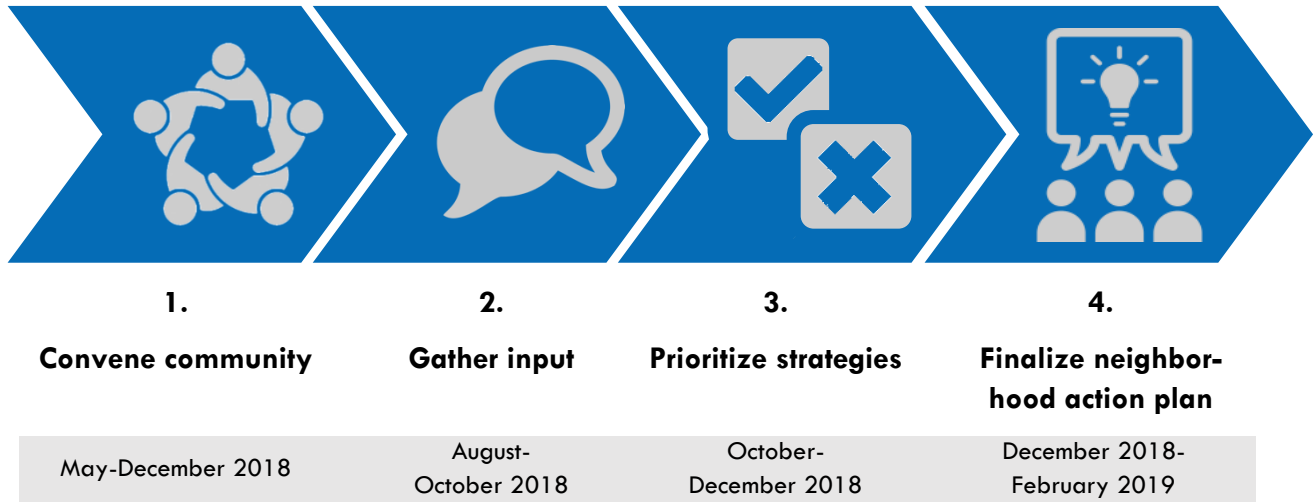 1.
Convene community
May-December 2018
2.
Gather input
August-
October 2018
3.
Prioritize strategies
October-
December 2018
4.
Finalize neighbor-
hood action plan
December 2018-
February 2019